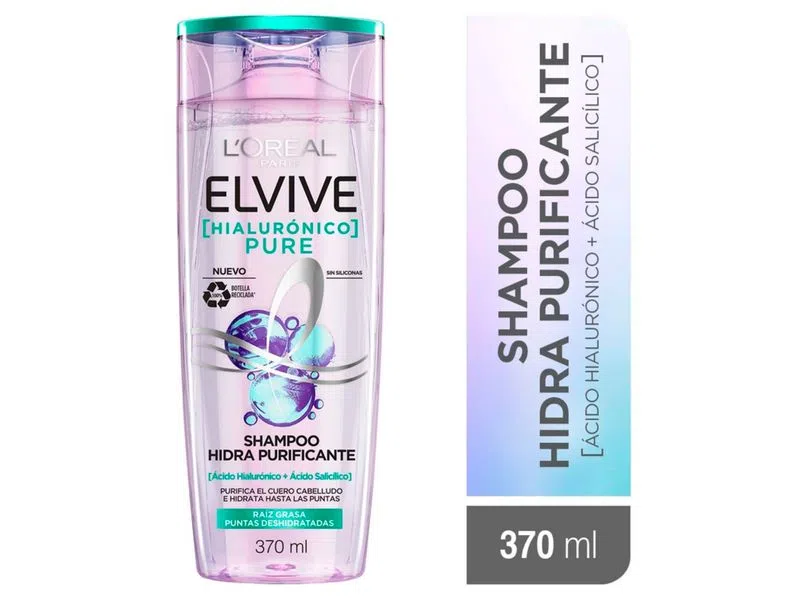 L'ORÉAL
PARIS
ELVIVE
[HIALURÓNICO]
PURE
NUEVO
SIN SILICONAS
100%
BOTELLA
RECICLADA*
SHAMPOO
HIDRA PURIFICANTE
[Ácido Hialurónico + Ácido Salicílico]
PURIFICA EL CUERO CABELLUDO
E HIDRATA HASTA LAS PUNTAS
RAÍZ GRASA
PUNTAS DESHIDRATADAS
370 ml
SHAMPOO
HIDRA PURIFICANTE
[ÁCIDO HIALURÓNICO + ÁCIDO SALICÍLICO]
370 ml